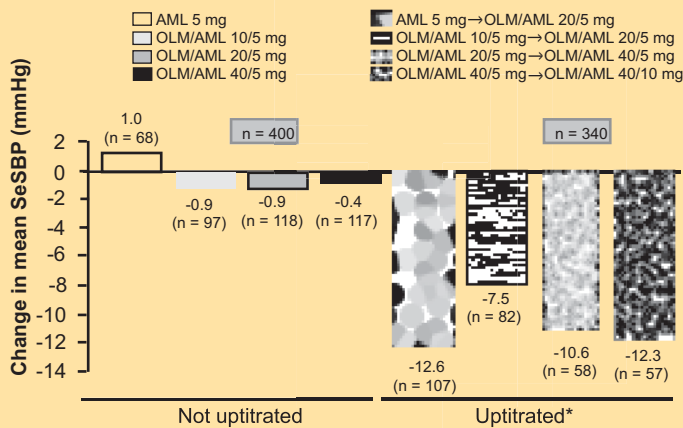 AML 5 mg
OLM/AML 10/5 mg
OLM/AML 20/5 mg
OLM/AML 40/5 mg
AML 5 mg→OLM/AML 20/5 mg
OLM/AML 10/5 mg→OLM/AML 20/5 mg
OLM/AML 20/5 mg→OLM/AML 40/5 mg
OLM/AML 40/5 mg→OLM/AML 40/10 mg
Change in mean SeSBP (mmHg)
2
0
-2
-4
-6
-8
-10
-12
-14
1.0
(n = 68)
n = 400
-0.9
(n = 97)
-0.9
(n = 118)
-0.4
(n = 117)
n = 340
-12.6
(n = 107)
-7.5
(n = 82)
-10.6
(n = 58)
-12.3
(n = 57)
Not uptitrated
Uptitrated*